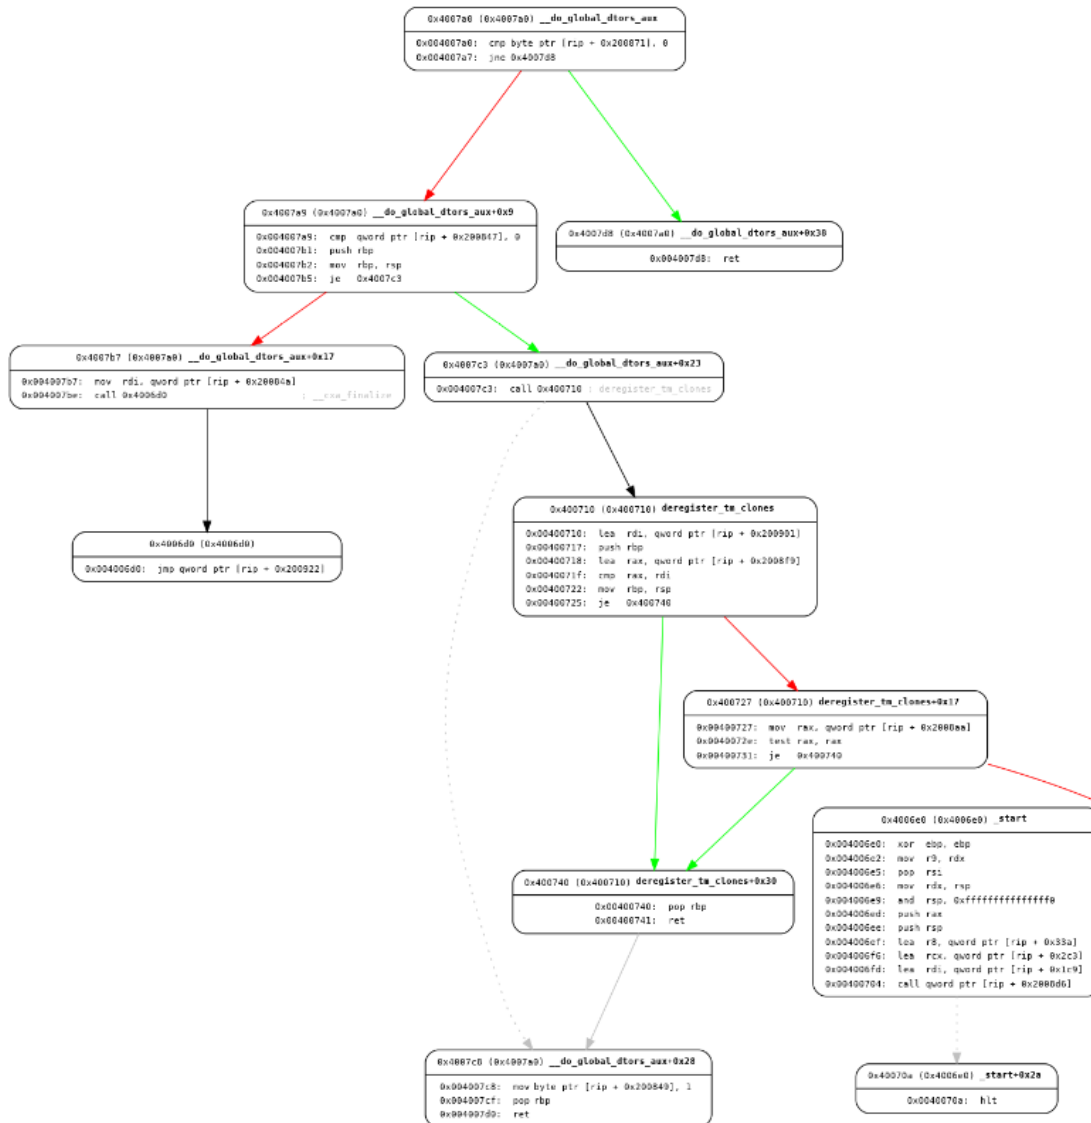 0x4007a0 (0x4007a0) __do_global_dtors_aux
0x004007a0: cmp byte ptr [rip + 0x200871], 0
0x004007a7: jne 0x4007d8
0x4007a9 (0x4007a0) __do_global_dtors_aux+0x9
0x004007a9: cmp qword ptr [rip + 0x200847], 0
0x004007b1: push rbp
0x004007b2: mov rbp, rsp
0x004007b5: je 0x4007c3
0x4007d8 (0x4007a0) __do_global_dtors_aux+0x38
0x004007d8: ret
0x4007b7 (0x4007a0) __do_global_dtors_aux+0x17
0x004007b7: mov rdi, qword ptr [rip + 0x20084a]
0x004007be: call 0x4006d0 ; __cxa_finalize
0x4007c3 (0x4007a0) __do_global_dtors_aux+0x23
0x004007c3: call 0x400710 ; deregister_tm_clones
0x4006d0 (0x4006d0)
0x004006d0: jmp qword ptr [rip + 0x200922]
0x400710 (0x400710) deregister_tm_clones
0x00400710: lea rdi, qword ptr [rip + 0x200901]
0x00400717: push rbp
0x00400718: lea rax, qword ptr [rip + 0x2008f9]
0x0040071f: cmp rax, rdi
0x00400722: mov rbp, rsp
0x00400725: je 0x400740
0x400727 (0x400710) deregister_tm_clones+0x17
0x00400727: mov rax, qword ptr [rip + 0x2008aa]
0x0040072e: test rax, rax
0x00400731: je 0x400740
0x4006e0 (0x4006e0) _start
0x004006e0: xor ebp, ebp
0x004006e2: mov r9, rdx
0x004006e5: pop rsi
0x004006e6: mov rdx, rsp
0x004006e9: and rsp, 0xfffffffffffffff0
0x004006ed: push rax
0x004006ee: push rsp
0x004006ef: lea r8, qword ptr [rip + 0x33a]
0x004006f6: lea rcx, qword ptr [rip + 0x2c3]
0x004006fd: lea rdi, qword ptr [rip + 0x1c9]
0x00400704: call qword ptr [rip + 0x2008d6]
0x400740 (0x400710) deregister_tm_clones+0x30
0x00400740: pop rbp
0x00400741: ret
0x4007c8 (0x4007a0) __do_global_dtors_aux+0x28
0x004007c8: mov byte ptr [rip + 0x200849], 1
0x004007cf: pop rbp
0x004007d0: ret
0x40070a (0x4006e0) _start+0x2a
0x0040070a: hlt